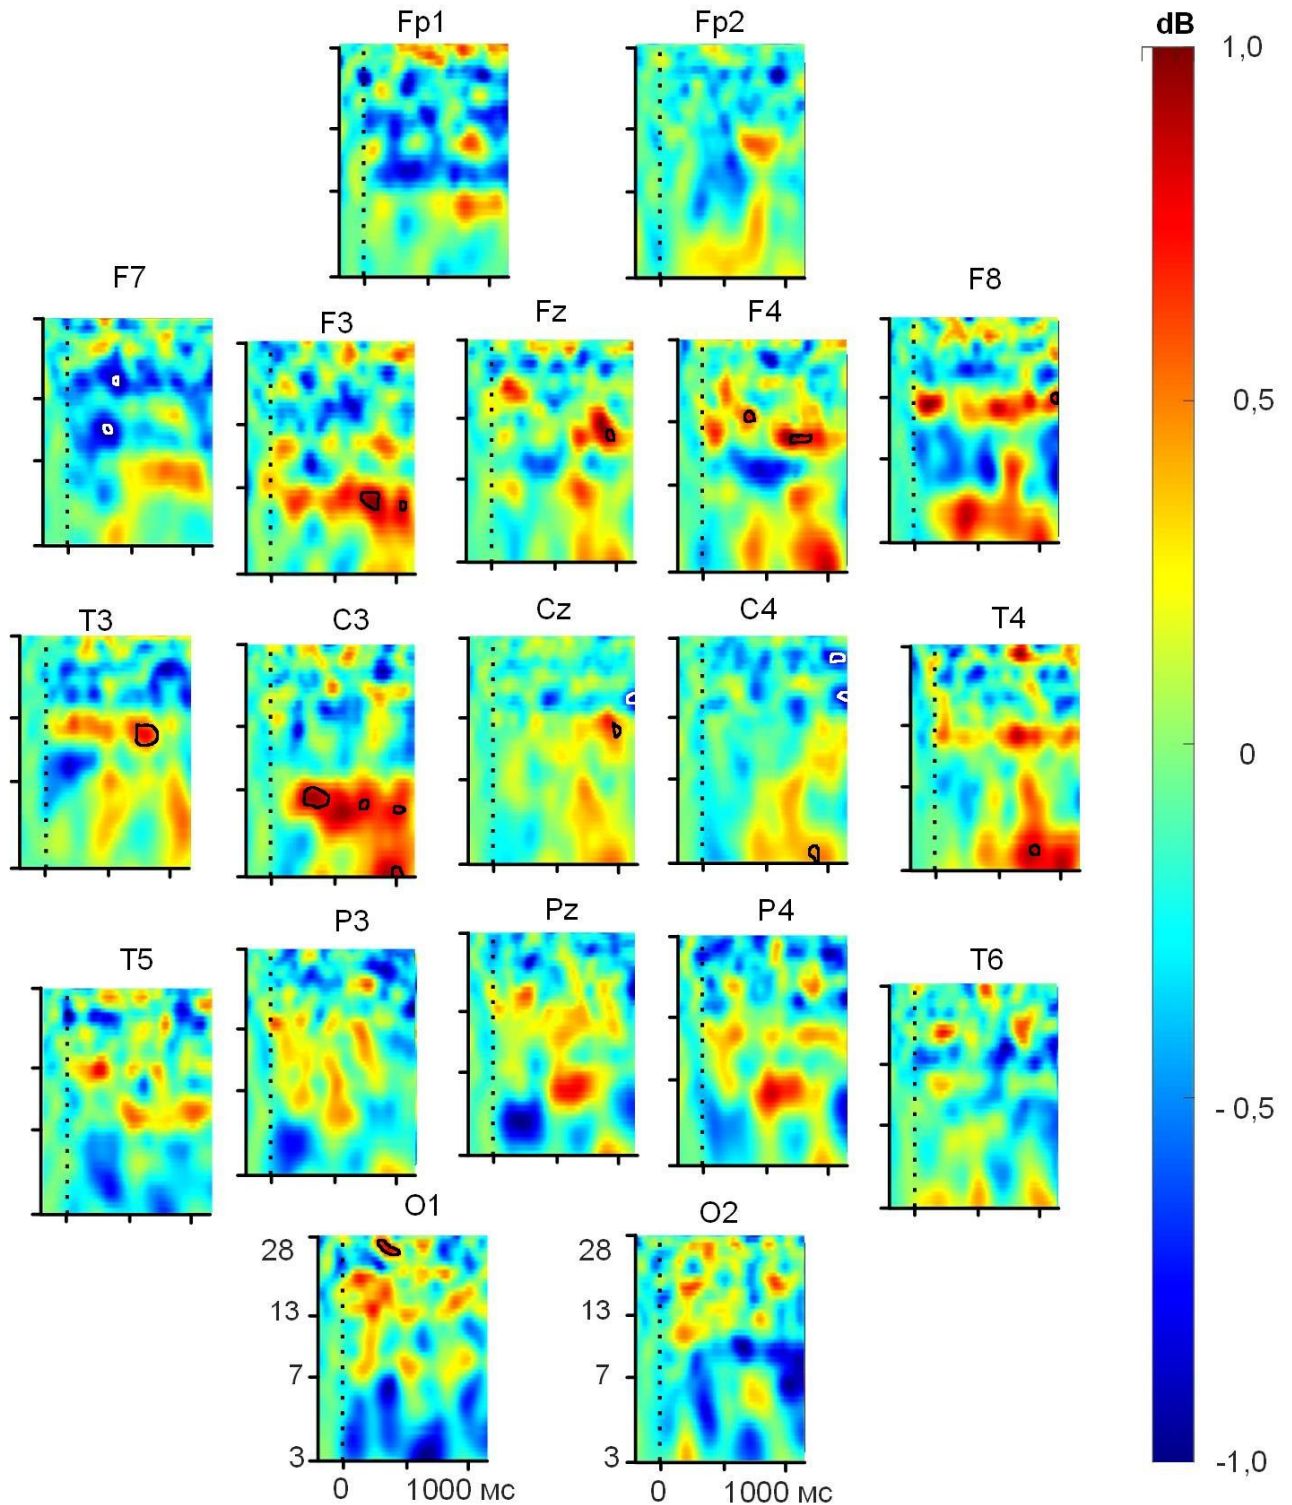 Fp1 Fp2 dB
1,0
F7 F3 Fz F4 F8
0,5
T3 C3 Cz C4 T4
0
T5 P3 Pz P4 T6
- 0,5
O1 O2
28 28
13 13
7 7
3 3
-1,0
0 1000 мс 0 1000 мс